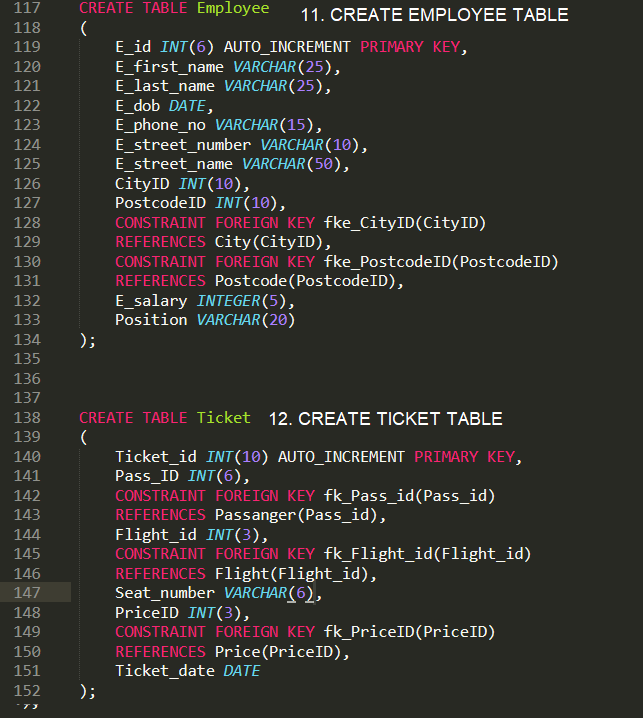 117 CREATE TABLE Employee 11. CREATE EMPLOYEE TABLE
118 (
119 E_id INT(6) AUTO_INCREMENT PRIMARY KEY,
120 E_first_name VARCHAR(25),
121 E_last_name VARCHAR(25),
122 E_dob DATE,
123 E_phone_no VARCHAR(15),
124 E_street_number VARCHAR(10),
125 E_street_name VARCHAR(50),
126 CityID INT(10),
127 PostcodeID INT(10),
128 CONSTRAINT FOREIGN KEY fke_CityID(CityID)
129 REFERENCES City(CityID),
130 CONSTRAINT FOREIGN KEY fke_PostcodeID(PostcodeID)
131 REFERENCES Postcode(PostcodeID),
132 E_salary INTEGER(5),
133 Position VARCHAR(20)
134 );
135
136
137
138 CREATE TABLE Ticket 12. CREATE TICKET TABLE
139 (
140 Ticket_id INT(10) AUTO_INCREMENT PRIMARY KEY,
141 Pass_ID INT(6),
142 CONSTRAINT FOREIGN KEY fk_Pass_id(Pass_id)
143 REFERENCES Passanger(Pass_id),
144 Flight_id INT(3),
145 CONSTRAINT FOREIGN KEY fk_Flight_id(Flight_id)
146 REFERENCES Flight(Flight_id),
147 Seat_number VARCHAR(6),
148 PriceID INT(3),
149 CONSTRAINT FOREIGN KEY fk_PriceID(PriceID)
150 REFERENCES Price(PriceID),
151 Ticket_date DATE
152 );